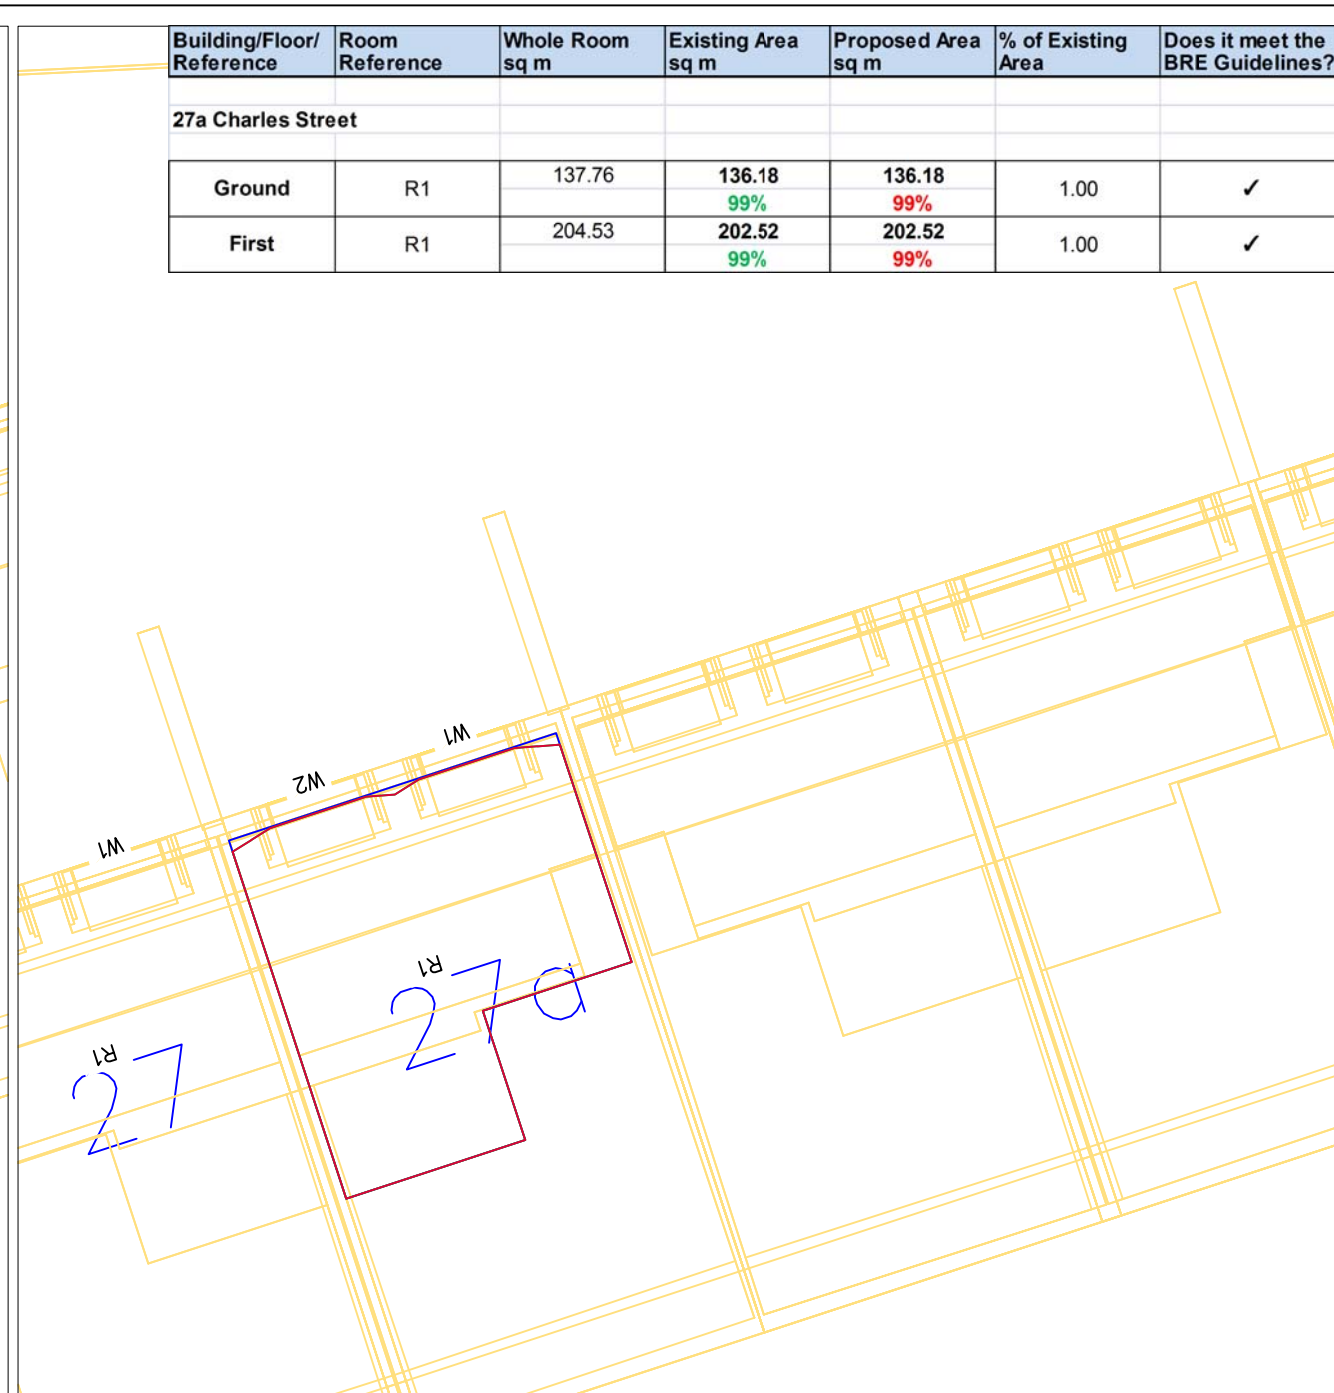 Building/Floor/ Reference Room Reference Whole Room sq m Existing Area sq m Proposed Area sq m % of Existing Area Does it meet the BRE Guidelines?
27a Charles Street
Ground R1 137.76 136.18 99% 136.18 99% 1.00 ✓
First R1 204.53 202.52 99% 202.52 99% 1.00 ✓
W1
W2
W1
R1
27a
R1
27